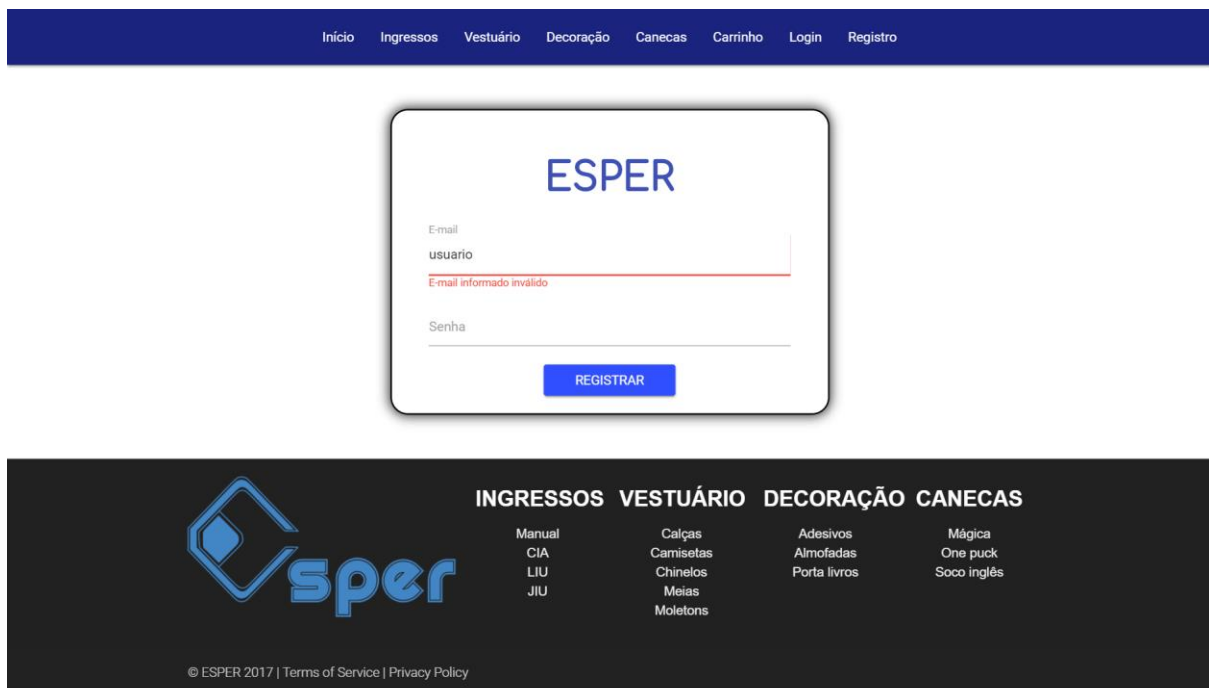 Início Ingressos Vestuário Decoração Canecas Carrinho Login Registro
ESPER
E-mail
usuario
E-mail informado inválido
Senha
REGISTRAR
Esper
INGRESSOS VESTUÁRIO DECORAÇÃO CANECAS
Manual Calças Adesivos Mágica
CIA Camisetas Almofadas One puck
LIU Chinelos Porta livros Soco inglês
JIU Meias
Moletons
© ESPER 2017 | Terms of Service | Privacy Policy